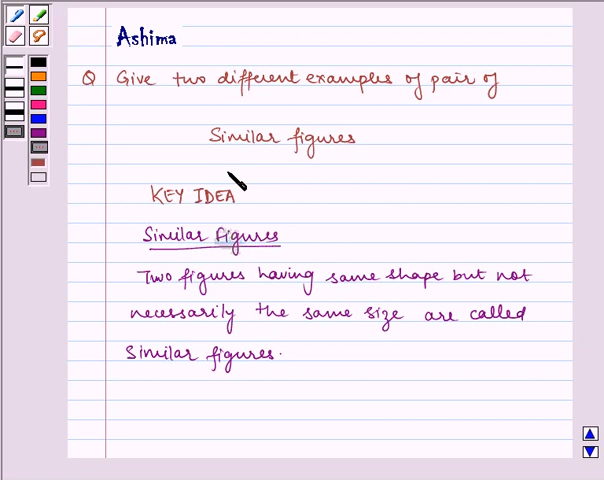 Ashima
Q Give two different examples of pair of
Similar figures
KEY IDEA
Similar Figures
Two figures having same shape but not
necessarily the same size are called
Similar figures.